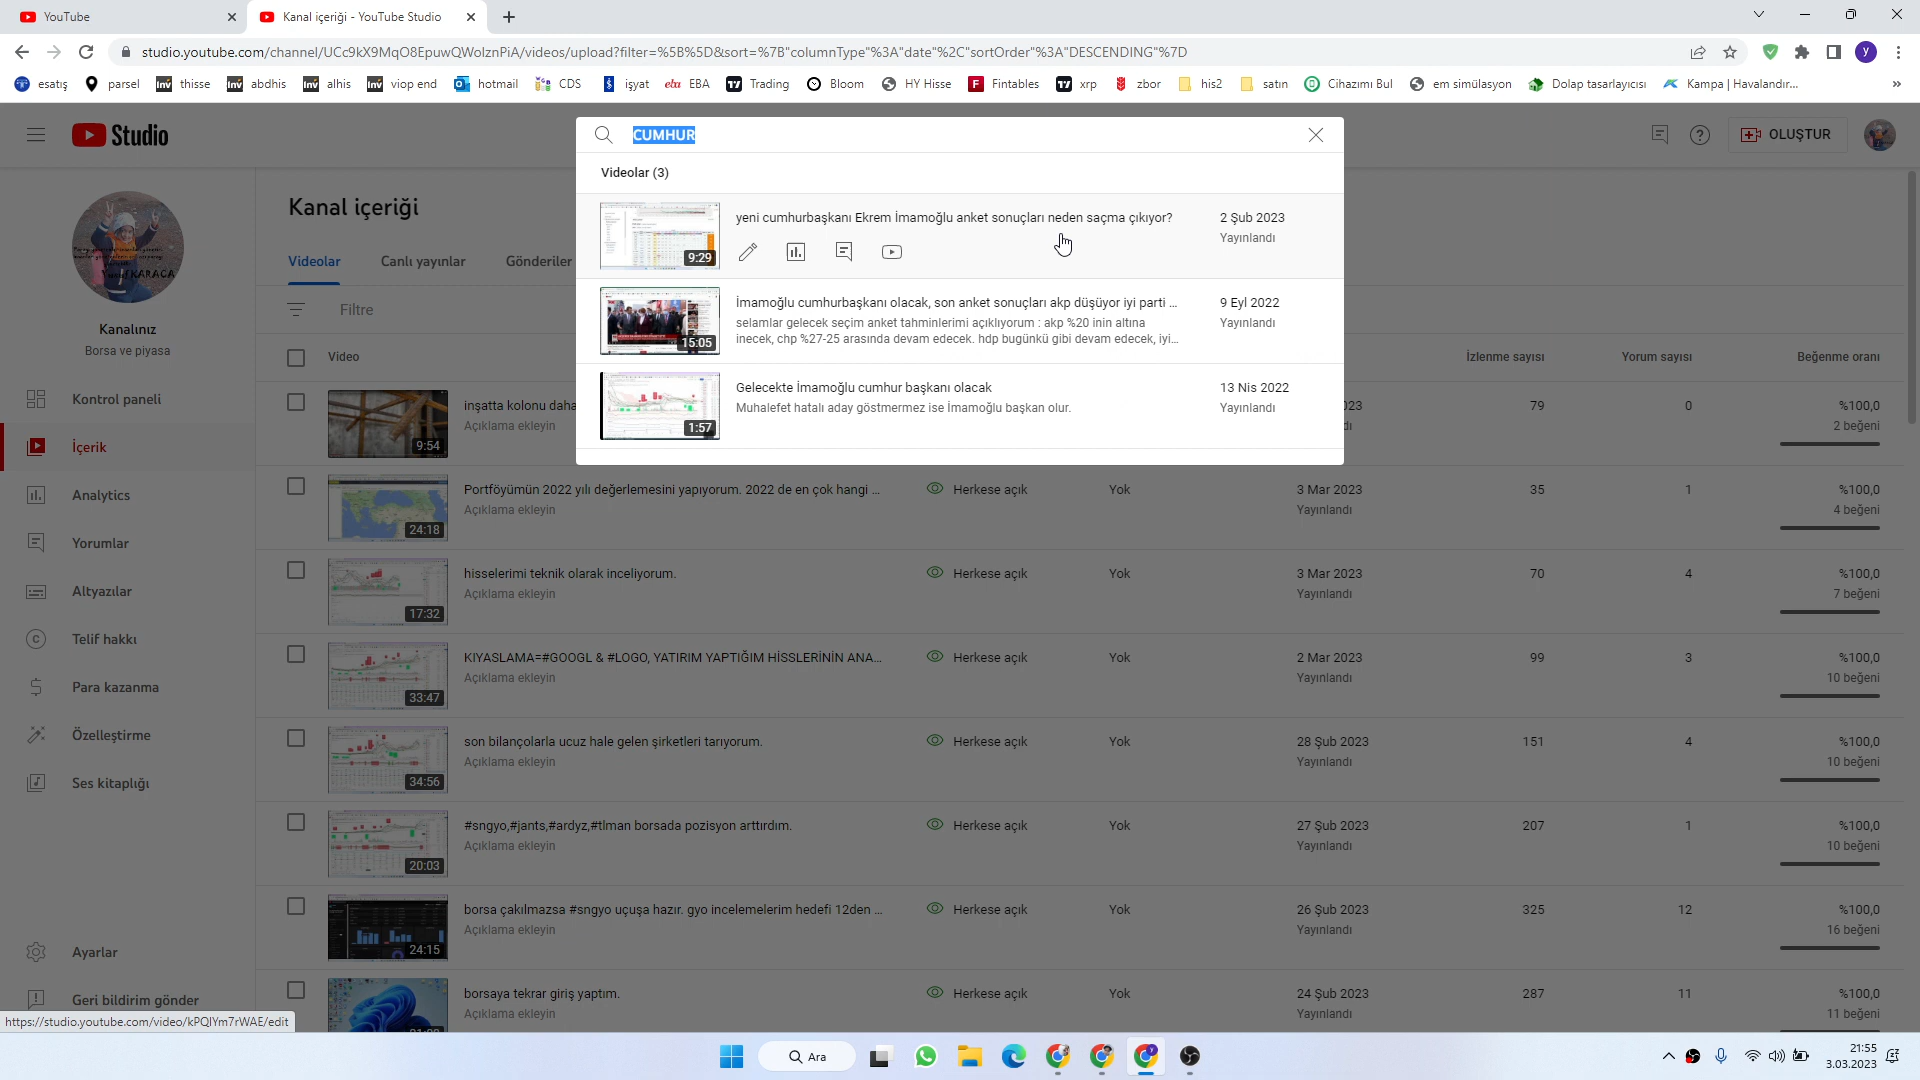 YouTube
Kanal içeriği - YouTube Studio
studio.youtube.com/channel/UCc9kX9MqO8EpuwQWolznPiA/videos/upload?filter=%5B%5D&sort=%7B"columnType"%3A"date"%2C"sortOrder"%3A"DESCENDING"%7D
esatış parsel thisse abdhis alhis viop end hotmail CDS işyat EBA Trading Bloom HY Hisse Fintables xrp zbor his2 satın Cihazımı Bul em simülasyon Dolap tasarlayıcısı Kampa | Havalandır...
Studio
CUMHUR
OLUŞTUR
Videolar (3)
Kanal içeriği
yeni cumhurbaşkanı Ekrem İmamoğlu anket sonuçları neden saçma çıkıyor?
2 Şub 2023
Yayınlandı
9:29
Videolar Canlı yayınlar Gönderiler
İmamoğlu cumhurbaşkanı olacak, son anket sonuçları akp düşüyor iyi parti ...
9 Eyl 2022
selamlar gelecek seçim anket tahminlerimi açıklıyorum : akp %20 inin altına
Yayınlandı
inecek, chp %27-25 arasında devam edecek. hdp bugünkü gibi devam edecek, iyi...
15:05
Filtre
Kanalınız
Borsa ve piyasa
Video
İzlenme sayısı Yorum sayısı Beğenme oranı
Gelecekte İmamoğlu cumhur başkanı olacak
13 Nis 2022
Muhalefet hatalı aday göstmermez ise İmamoğlu başkan olur.
Yayınlandı
1:57
Kontrol paneli
İçerik
Analytics
Yorumlar
Altyazılar
Telif hakkı
Para kazanma
Özelleştirme
Ses kitaplığı
Ayarlar
Geri bildirim gönder
inşatta kolonu daha
Açıklama ekleyin
9:54
79 0 %100,0
2 beğeni
Portföyümün 2022 yılı değerlemesini yapıyorum. 2022 de en çok hangi ...
Açıklama ekleyin
24:18
Herkese açık Yok 3 Mar 2023 35 1 %100,0
Yayınlandı 4 beğeni
hisselerimi teknik olarak inceliyorum.
Açıklama ekleyin
17:32
Herkese açık Yok 3 Mar 2023 70 4 %100,0
Yayınlandı 7 beğeni
KIYASLAMA=#GOOGL & #LOGO, YATIRIM YAPTIĞIM HİSSLERİNİN ANA...
Açıklama ekleyin
33:47
Herkese açık Yok 2 Mar 2023 99 3 %100,0
Yayınlandı 10 beğeni
son bilançolarla ucuz hale gelen şirketleri tarıyorum.
Açıklama ekleyin
34:56
Herkese açık Yok 28 Şub 2023 151 4 %100,0
Yayınlandı 10 beğeni
#sngyo,#jants,#ardyz,#tlman borsada pozisyon arttırdım.
Açıklama ekleyin
20:03
Herkese açık Yok 27 Şub 2023 207 1 %100,0
Yayınlandı 10 beğeni
borsa çakılmazsa #sngyo uçuşa hazır. gyo incelemelerim hedefi 12den ...
Açıklama ekleyin
24:15
Herkese açık Yok 26 Şub 2023 325 12 %100,0
Yayınlandı 16 beğeni
borsaya tekrar giriş yaptım.
Açıklama ekleyin
Herkese açık Yok 24 Şub 2023 287 11 %100,0
Yayınlandı 11 beğeni
https://studio.youtube.com/video/kPQlYm7rWAE/edit
Ara
21:55
3.03.2023